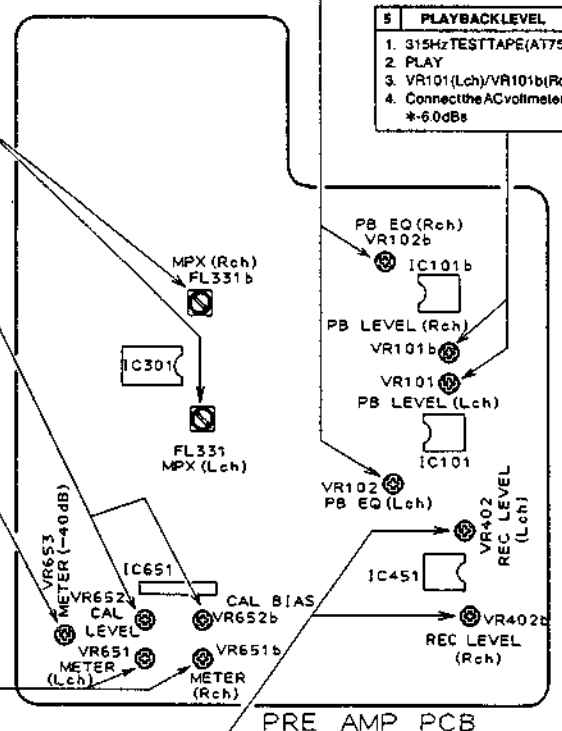 5 PLAYBACKLEVEL
1. 315HzTESTTAPE(AT75
2. PLAY
3. VR101(Lch)/VR101b(Rc
4. ConnecttheACvoltmeter
*-6.0dBs
PB EQ (Rch)
VR102b
IC101b
MPX (Rch)
FL331b
PB LEVEL (Rch)
VR101b
IC301
VR101
PB LEVEL (Lch)
FL331
MPX (Lch)
IC101
VR102
PB EQ (Lch)
VR402
REC LEVEL
(Lch)
VR653
METER (-40dB)
IC651
IC451
VR652
CAL
LEVEL
CAL BIAS
VR652b
VR402b
REC LEVEL
(Rch)
VR651
METER
(Lch)
VR651b
METER
(Rch)
PRE AMP PCB